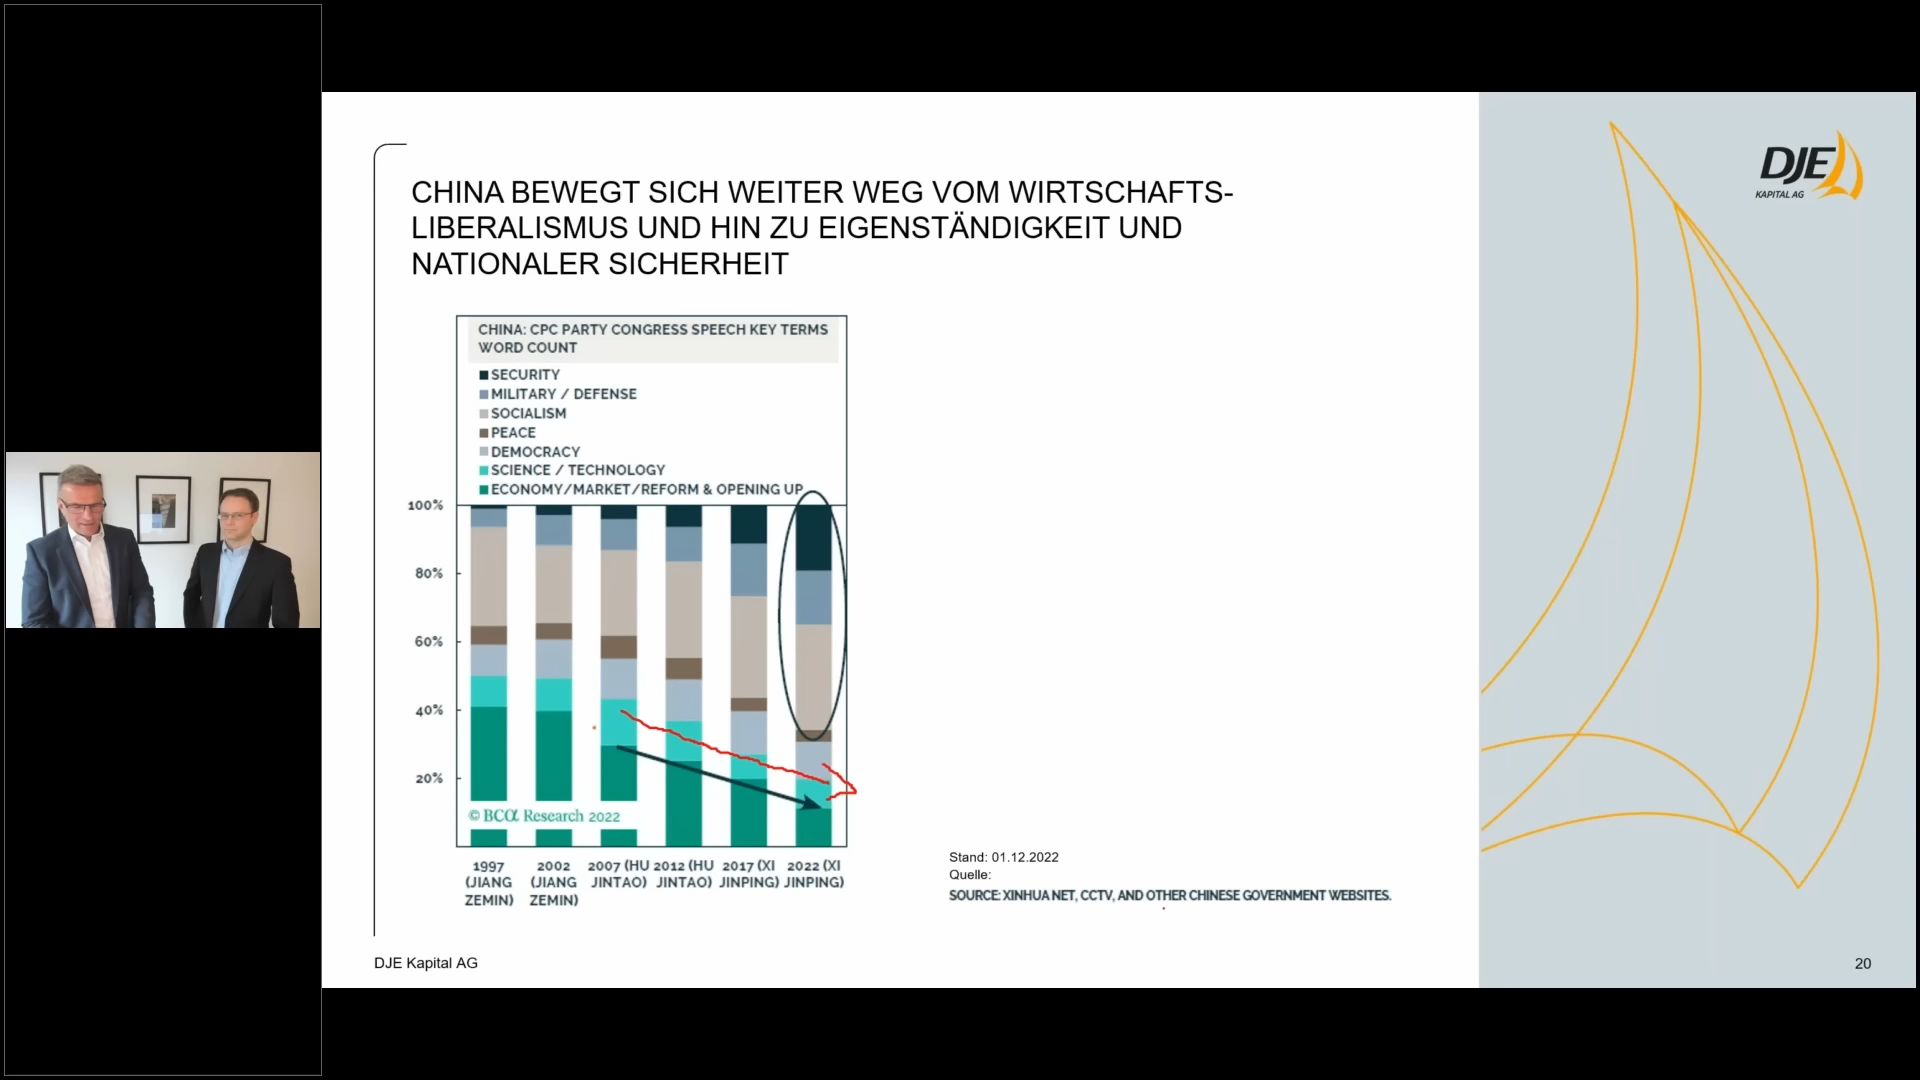 DJE
KAPITAL AG
CHINA BEWEGT SICH WEITER WEG VOM WIRTSCHAFTS-
LIBERALISMUS UND HIN ZU EIGENSTÄNDIGKEIT UND
NATIONALER SICHERHEIT
CHINA: CPC PARTY CONGRESS SPEECH KEY TERMS
WORD COUNT
SECURITY
MILITARY / DEFENSE
SOCIALISM
PEACE
DEMOCRACY
SCIENCE / TECHNOLOGY
ECONOMY/MARKET/REFORM & OPENING UP
100%
80%
60%
40%
20%
© BCα Research 2022
1997 2002 2007 (HU 2012 (HU 2017 (XI 2022 (XI
(JIANG (JIANG JINTAO) JINTAO) JINPING) JINPING)
ZEMIN) ZEMIN)
Stand: 01.12.2022
Quelle:
SOURCE: XINHUA NET, CCTV, AND OTHER CHINESE GOVERNMENT WEBSITES.
DJE Kapital AG
20